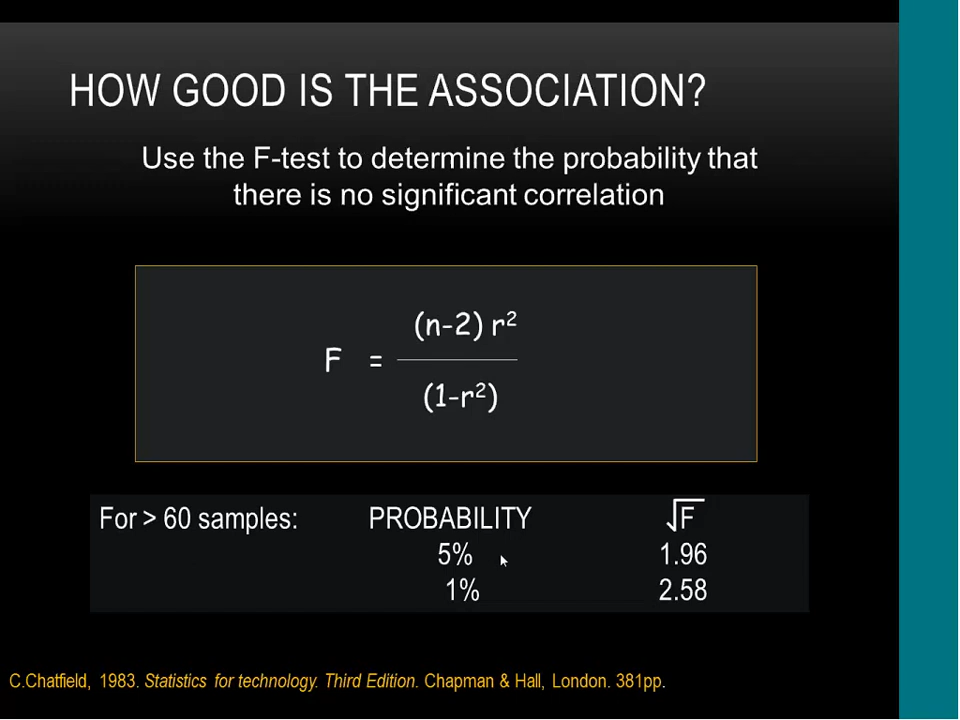 HOW GOOD IS THE ASSOCIATION?
Use the F-test to determine the probability that
there is no significant correlation
F = (n-2) r²
(1-r²)
For > 60 samples: PROBABILITY √F
5% 1.96
1% 2.58
C.Chatfield, 1983. Statistics for technology. Third Edition. Chapman & Hall, London. 381pp.